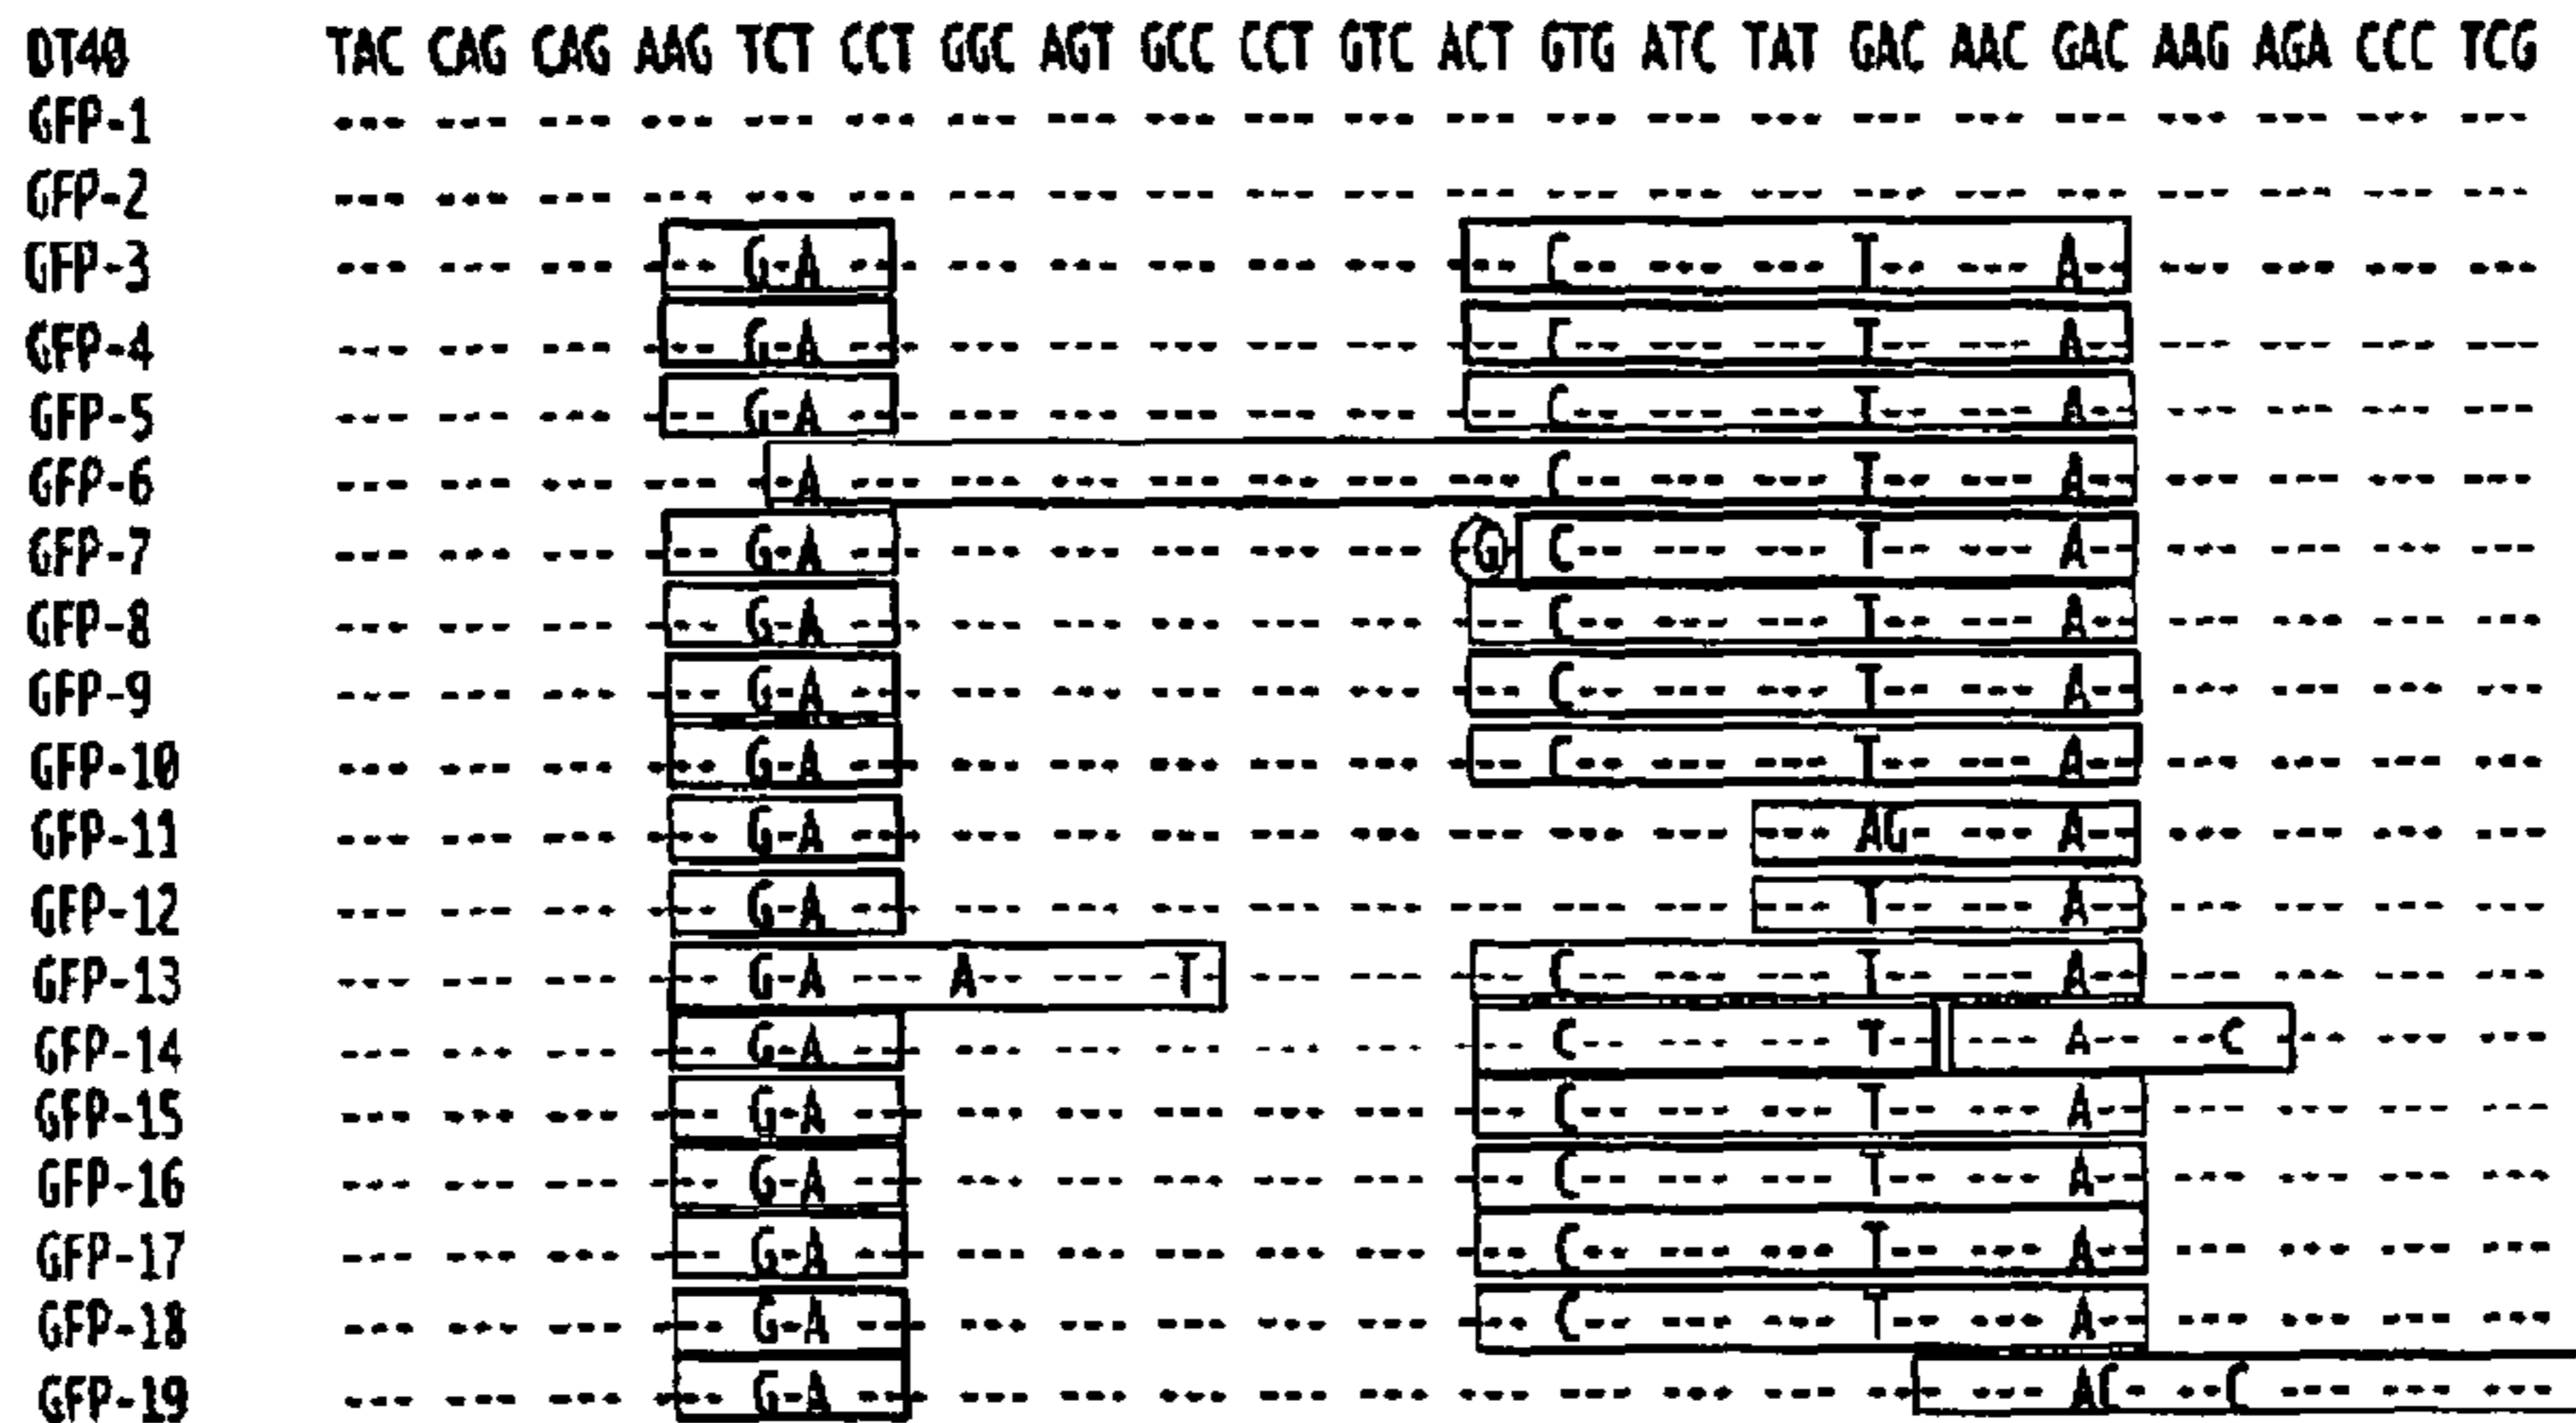 DT40 TAC CAG CAG AAG TCT CCT GGC AGT GCC CCT GTC ACT GTG ATC TAT GAC AAC GAC AAG AGA CCC TCG
GFP-1 --- --- --- --- --- --- --- --- --- --- --- --- --- --- --- --- --- --- --- --- --- ---
GFP-2 --- --- --- --- --- --- --- --- --- --- --- --- --- --- --- --- --- --- --- --- --- ---
GFP-3 --- --- --- --- G-A --- --- --- --- --- --- --- C-- --- --- T-- --- A-- --- --- --- ---
GFP-4 --- --- --- --- G-A --- --- --- --- --- --- --- C-- --- --- T-- --- A-- --- --- --- ---
GFP-5 --- --- --- --- G-A --- --- --- --- --- --- --- C-- --- --- T-- --- A-- --- --- --- ---
GFP-6 --- --- --- --- --A --- --- --- --- --- --- --- C-- --- --- T-- --- A-- --- --- --- ---
GFP-7 --- --- --- --- G-A --- --- --- --- --- --- -G- C-- --- --- T-- --- A-- --- --- --- ---
GFP-8 --- --- --- --- G-A --- --- --- --- --- --- --- C-- --- --- T-- --- A-- --- --- --- ---
GFP-9 --- --- --- --- G-A --- --- --- --- --- --- --- C-- --- --- T-- --- A-- --- --- --- ---
GFP-10 --- --- --- --- G-A --- --- --- --- --- --- --- C-- --- --- T-- --- A-- --- --- --- ---
GFP-11 --- --- --- --- G-A --- --- --- --- --- --- --- --- --- --- AG- --- A-- --- --- --- ---
GFP-12 --- --- --- --- G-A --- --- --- --- --- --- --- --- --- --- T-- --- A-- --- --- --- ---
GFP-13 --- --- --- --- G-A --- A-- --- -T- --- --- --- C-- --- --- T-- --- A-- --- --- --- ---
GFP-14 --- --- --- --- G-A --- --- --- --- --- --- --- C-- --- --- T-- --- A-- --C --- --- ---
GFP-15 --- --- --- --- G-A --- --- --- --- --- --- --- C-- --- --- T-- --- A-- --- --- --- ---
GFP-16 --- --- --- --- G-A --- --- --- --- --- --- --- C-- --- --- T-- --- A-- --- --- --- ---
GFP-17 --- --- --- --- G-A --- --- --- --- --- --- --- C-- --- --- T-- --- A-- --- --- --- ---
GFP-18 --- --- --- --- G-A --- --- --- --- --- --- --- C-- --- --- T-- --- A-- --- --- --- ---
GFP-19 --- --- --- --- G-A --- --- --- --- --- --- --- --- --- --- --- --- AC- --C --- --- ---